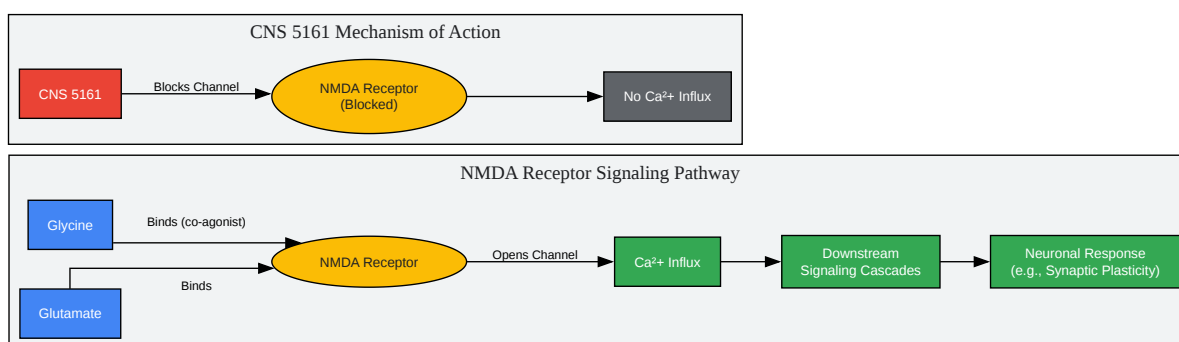 CNS 5161 Mechanism of Action
CNS 5161
Blocks Channel
NMDA Receptor
(Blocked)
No Ca²+ Influx
NMDA Receptor Signaling Pathway
Glycine
Binds (co-agonist)
NMDA Receptor
Opens Channel
Ca²+ Influx
Downstream
Signaling Cascades
Neuronal Response
(e.g., Synaptic Plasticity)
Binds
Glutamate